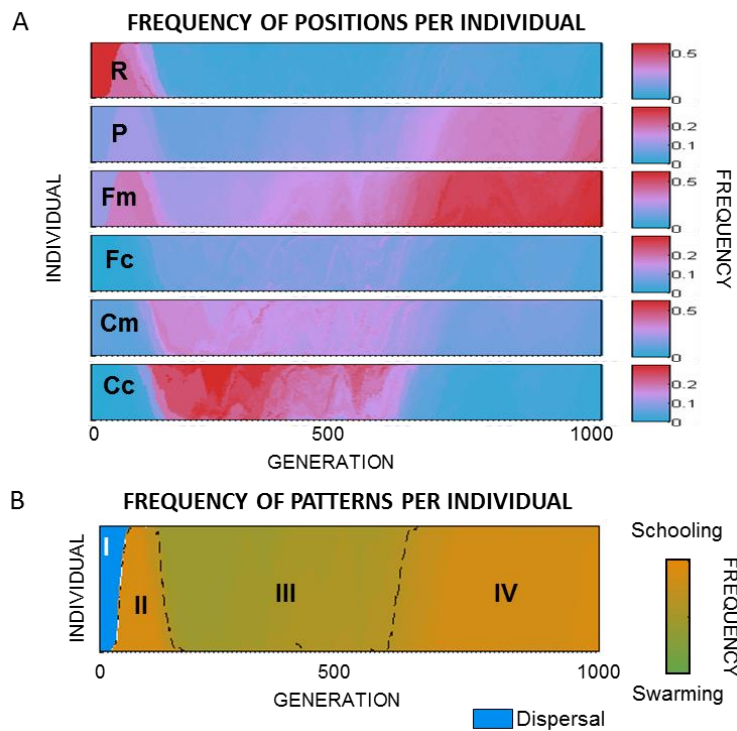 A
FREQUENCY OF POSITIONS PER INDIVIDUAL
R
0.5
0
P
0.2
0.1
0
Fm
0.5
0
Fc
0.2
0.1
0
Cm
0.5
0
Cc
0.2
0.1
0
INDIVIDUAL
FREQUENCY
0 500 1000
GENERATION
B
FREQUENCY OF PATTERNS PER INDIVIDUAL
INDIVIDUAL
I
II
III
IV
0 500 1000
GENERATION
Schooling
FREQUENCY
Swarming
Dispersal